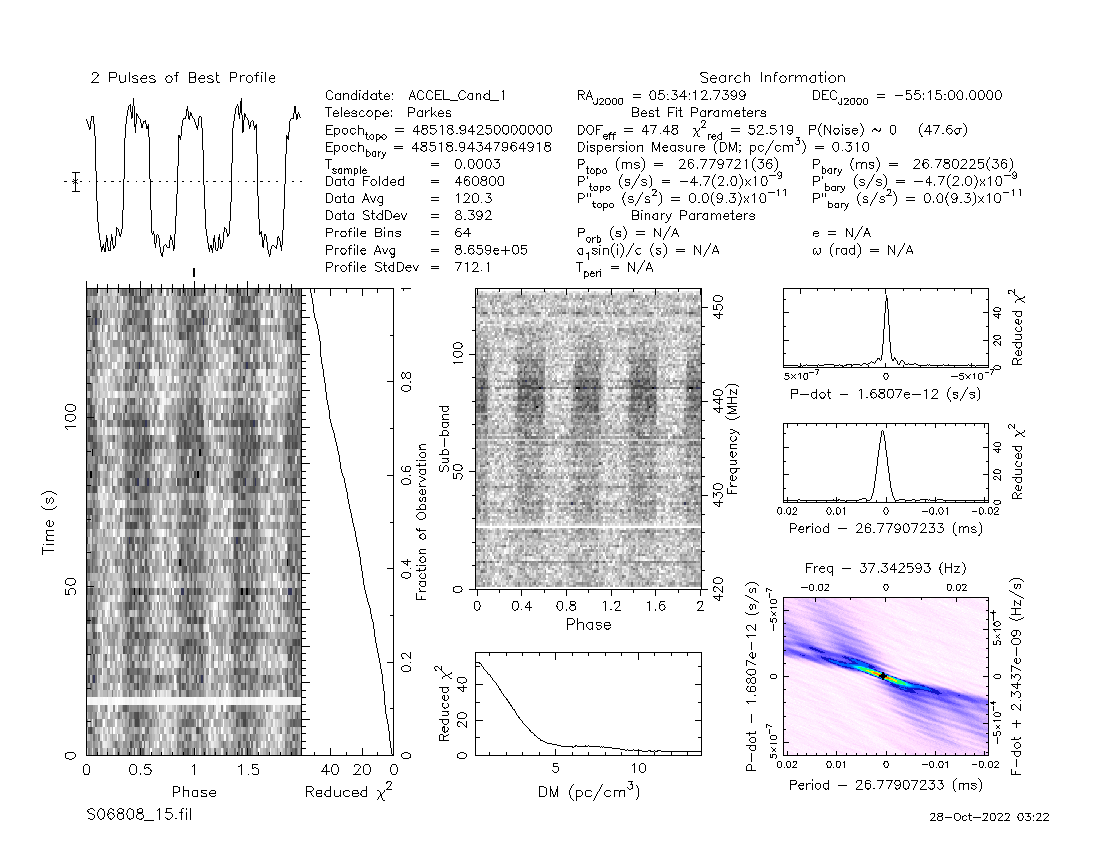 2 Pulses of Best Profile
Search Information
Candidate: ACCEL_Cand_1
RA_J2000 = 05:34:12.7399
DEC_J2000 = −55:15:00.0000
Telescope: Parkes
Best Fit Parameters
Epoch_topo = 48518.94250000000
DOF_eff = 47.48 χ²_red = 52.519 P(Noise) ~ 0 (47.6σ)
Epoch_bary = 48518.94347964918
Dispersion Measure (DM; pc/cm³) = 0.310
T_sample = 0.0003
P_topo (ms) = 26.779721(36)
P_bary (ms) = 26.780225(36)
Data Folded = 460800
P'_topo (s/s) = −4.7(2.0)x10⁻⁹
P'_bary (s/s) = −4.7(2.0)x10⁻⁹
Data Avg = 120.3
P''_topo (s/s²) = 0.0(9.3)x10⁻¹¹
P''_bary (s/s²) = 0.0(9.3)x10⁻¹¹
Data StdDev = 8.392
Binary Parameters
Profile Bins = 64
P_orb (s) = N/A
e = N/A
Profile Avg = 8.659e+05
a₁sin(i)/c (s) = N/A
ω (rad) = N/A
Profile StdDev = 712.1
T_peri = N/A
0 50 100
Time (s)
0 0.5 1 1.5
Phase
40 20 0
Reduced χ²
0 0.2 0.4 0.6 0.8 1
Fraction of Observation
0 50 100
Sub−band
420 430 440 450
Frequency (MHz)
0 0.4 0.8 1.2 1.6 2
Phase
0 20 40
Reduced χ²
5 10
DM (pc/cm³)
0 20 40
Reduced χ²
5×10⁻⁷ 0 −5×10⁻⁷
P−dot − 1.6807e−12 (s/s)
0 20 40
Reduced χ²
0.02 0.01 0 −0.01 −0.02
Period − 26.77907233 (ms)
Freq − 37.342593 (Hz)
−0.02 0 0.02
P−dot − 1.6807e−12 (s/s)
−5×10⁻⁷ 0 5×10⁻⁷
5×10⁻⁴ 0 −5×10⁻⁴
F−dot + 2.3437e−09 (Hz/s)
0.02 0.01 0 −0.01 −0.02
Period − 26.77907233 (ms)
S06808_15.fil
28−Oct−2022 03:22